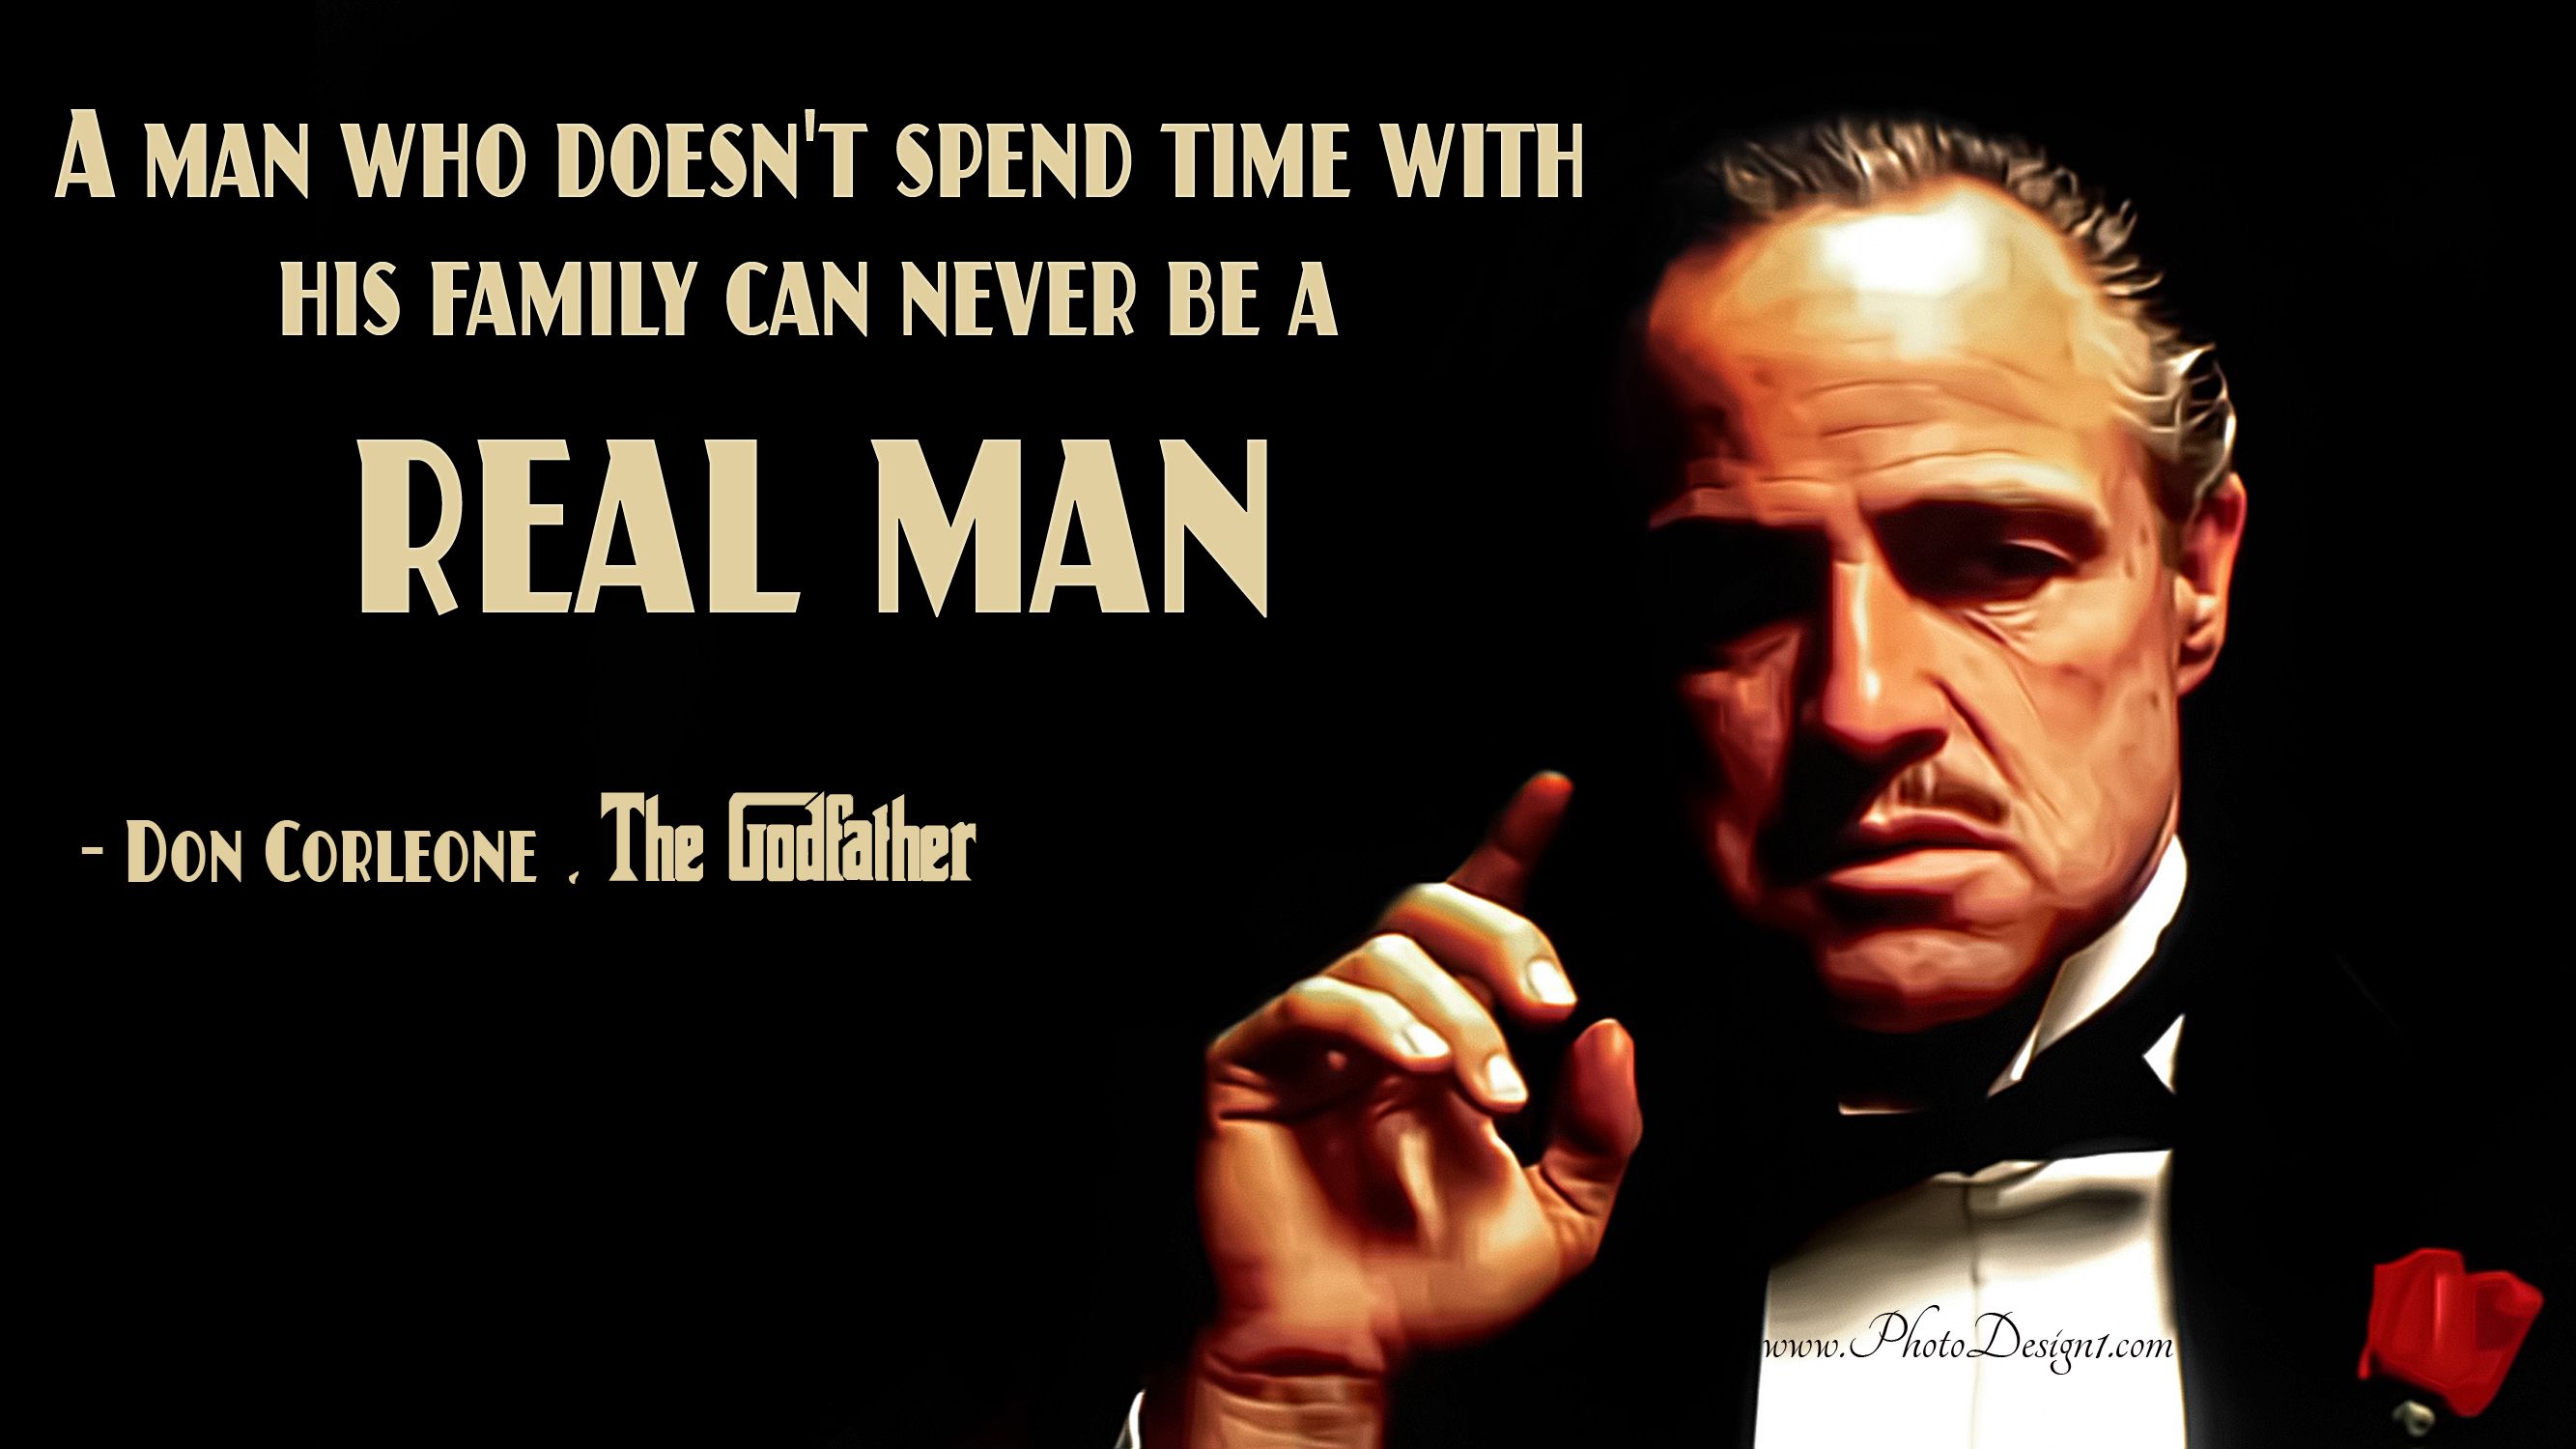 A MAN WHO DOESN'T SPEND TIME WITH
HIS FAMILY CAN NEVER BE A
REAL MAN
- DON CORLEONE , The Godfather
www.PhotoDesign1.com